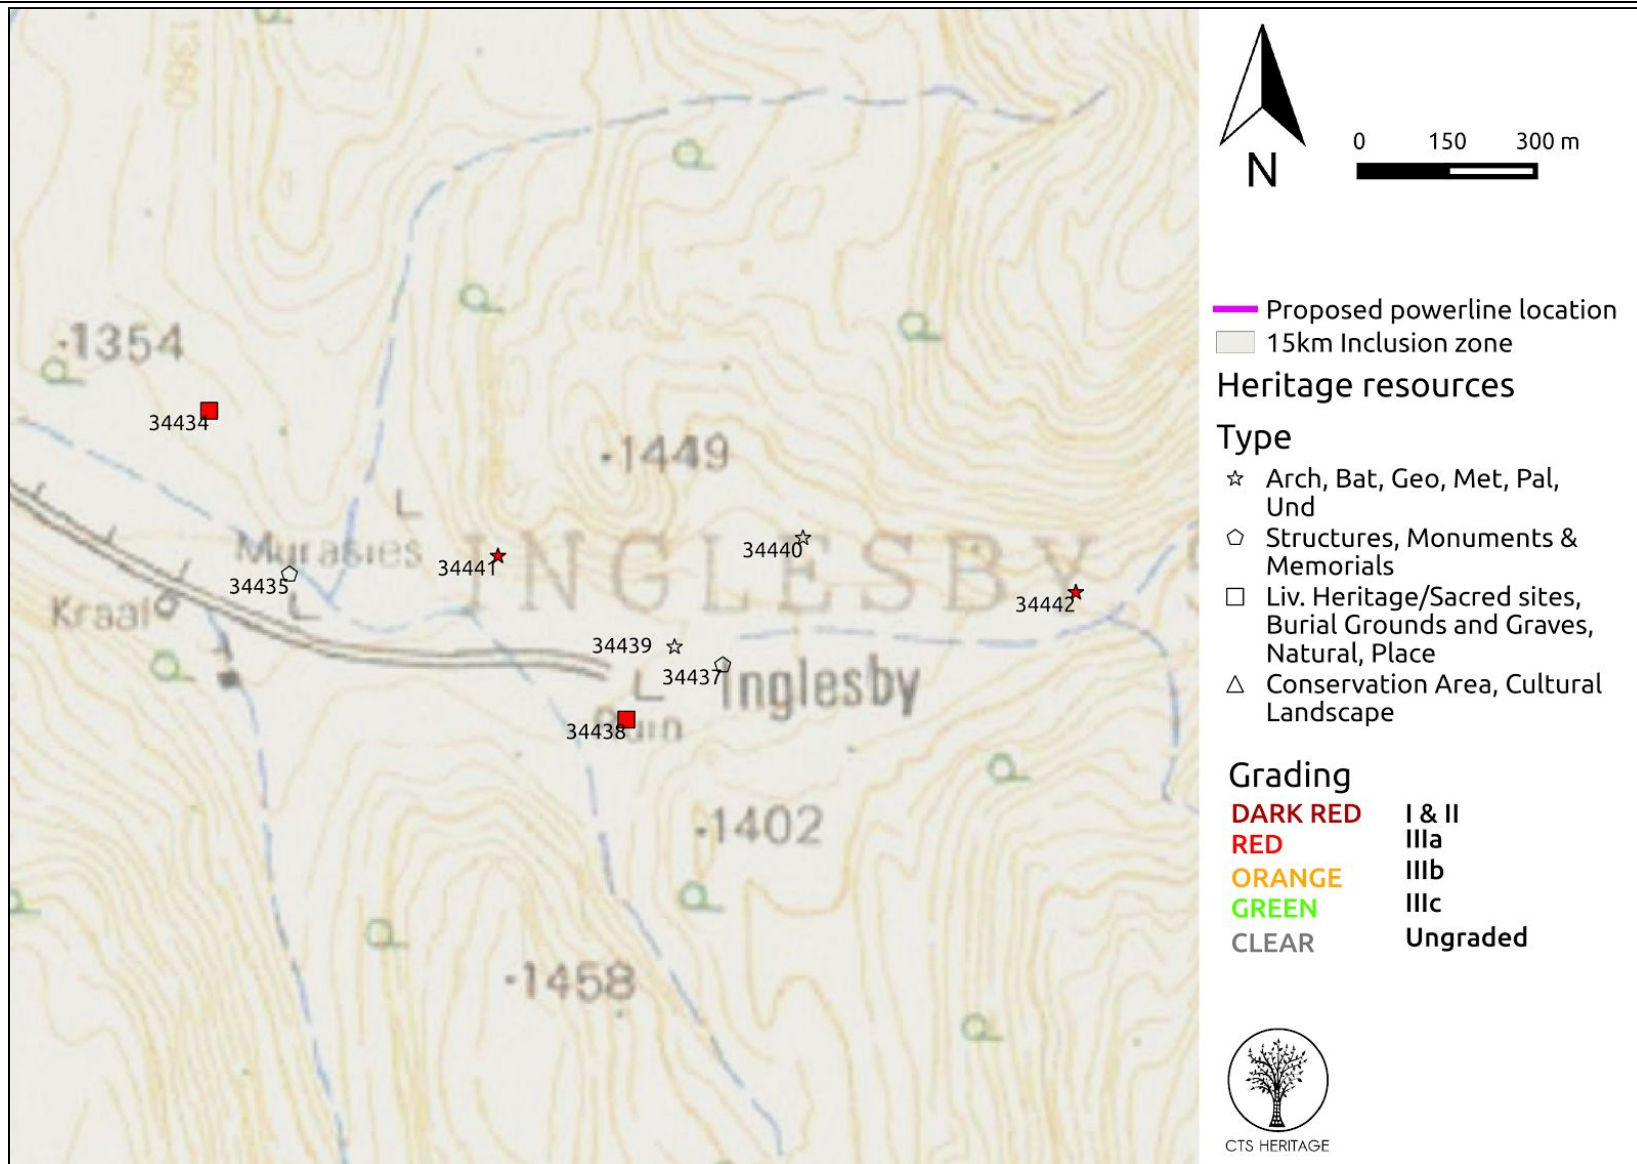 1360
1354
34434
1449
Murasies
INGLESBY
34441
34440
34435
34442
Kraal
34439
34437
Inglesby
34438
1402
1458
N
0 150 300 m
Proposed powerline location
15km Inclusion zone
Heritage resources
Type
Arch, Bat, Geo, Met, Pal,
Und
Structures, Monuments &
Memorials
Liv. Heritage/Sacred sites,
Burial Grounds and Graves,
Natural, Place
Conservation Area, Cultural
Landscape
Grading
DARK RED I & II
RED IIIa
ORANGE IIIb
GREEN IIIc
CLEAR Ungraded
CTS HERITAGE